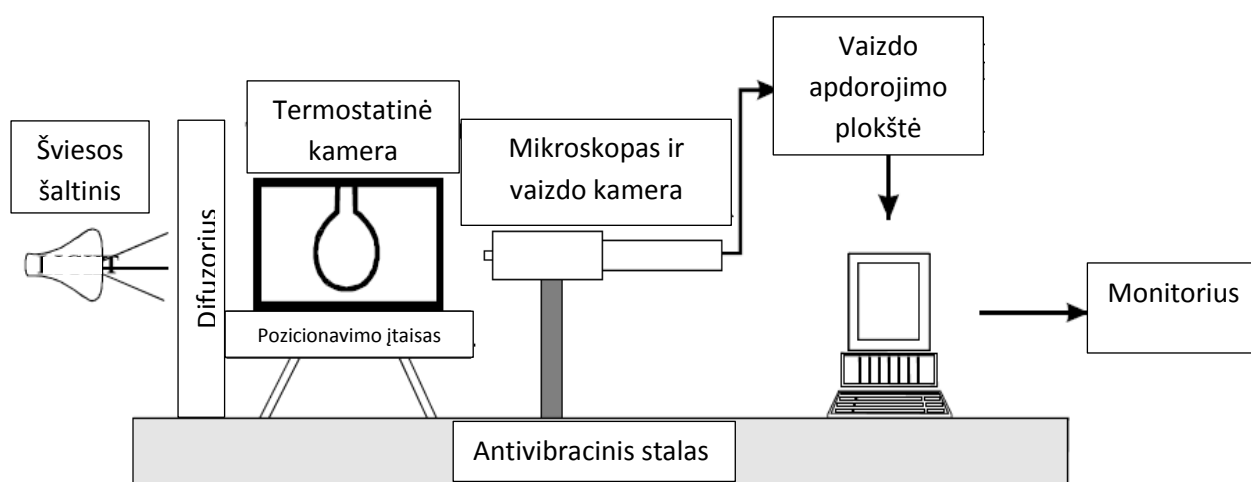 Šviesos
šaltinis
Difuzorius
Termostatinė
kamera
Pozicionavimo įtaisas
Mikroskopas ir
vaizdo kamera
Vaizdo
apdorojimo
plokštė
Monitorius
Antivibracinis stalas